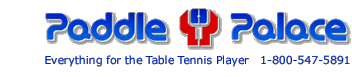 Paddle Palace
Everything for the Table Tennis Player 1-800-547-5891